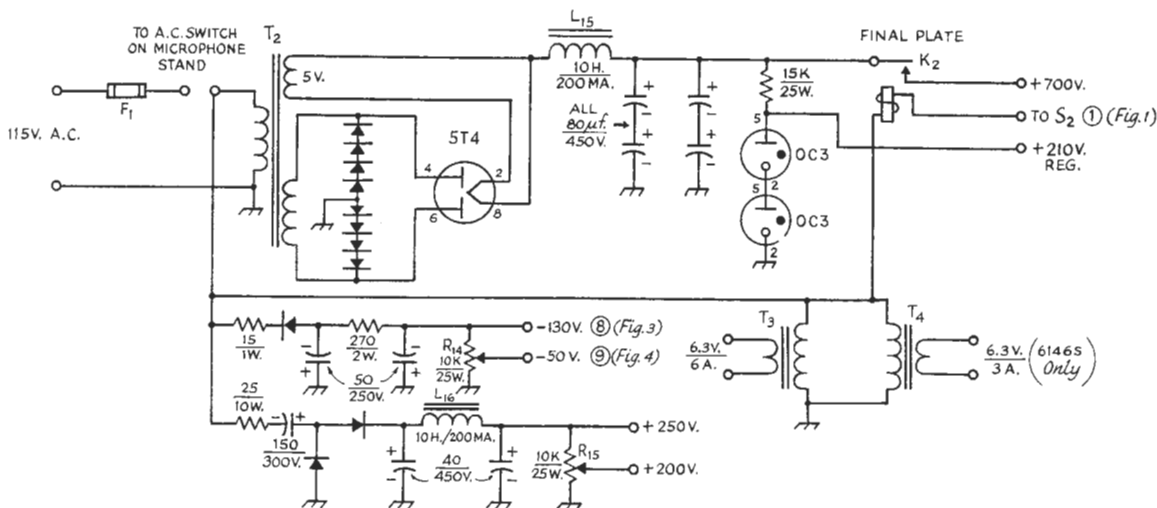 TO A.C. SWITCH
ON MICROPHONE
STAND
T2
L15
10H.
200MA.
FINAL PLATE
K2
+700V.
F1
115V. A.C.
5V.
5T4
4
2
6
8
ALL
80µf.
450V.
15K
25W.
TO S2 ① (Fig.1)
+210V.
REG.
5
OC3
2
5
OC3
2
15
1W.
270
2W.
-130V. ⑧ (Fig.3)
R14
10K
25W.
-50V. ⑨ (Fig.4)
50
250V.
T3
T4
6.3V.
6A.
6.3V.
3A.
(6146S
Only)
25
10W.
150
300V.
L16
10H./200MA.
40
450V.
+250V.
10K
25W.
R15
+200V.